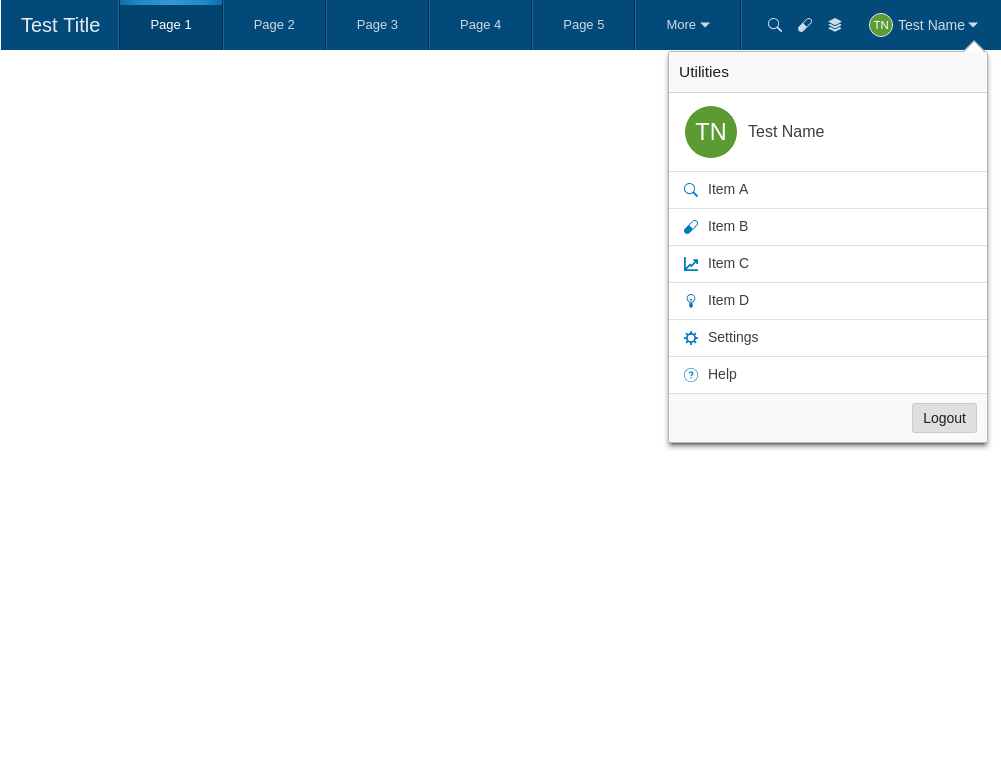 Test Title Page 1 Page 2 Page 3 Page 4 Page 5 More TN Test Name
Utilities
TN Test Name
Item A
Item B
Item C
Item D
Settings
? Help
Logout